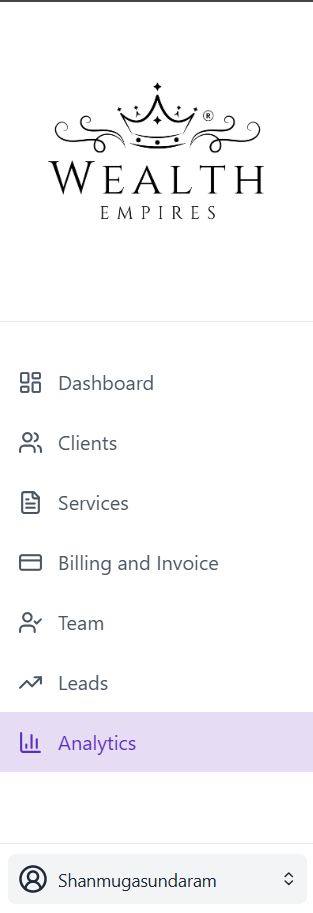 ®
WEALTH
EMPIRES
Dashboard
Clients
Services
Billing and Invoice
Team
Leads
Analytics
Shanmugasundaram